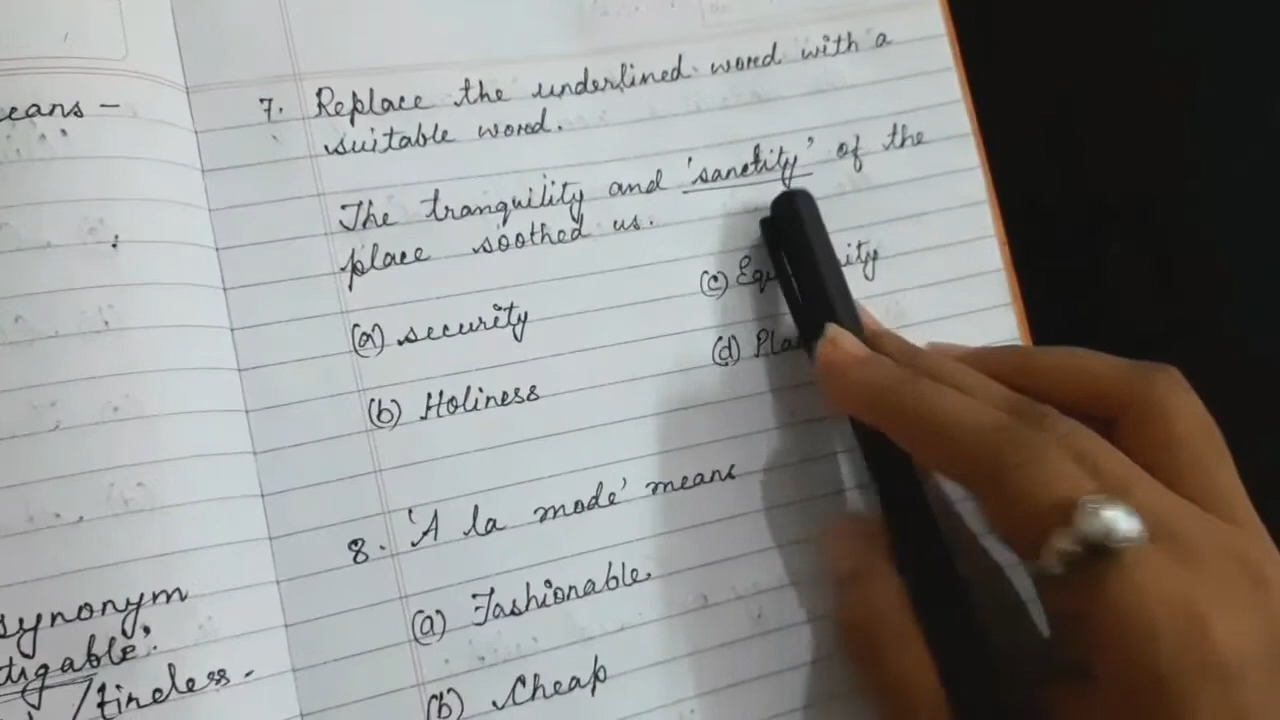 eans -
7. Replace the underlined word with a
suitable word.
The tranquility and 'sanctity' of the
place soothed us.
(a) security
(c)
(b) Holiness
(d)
8. 'A la mode' means
(a) Fashionable.
(b) Cheap
synonym
tigable'.
/tireless.